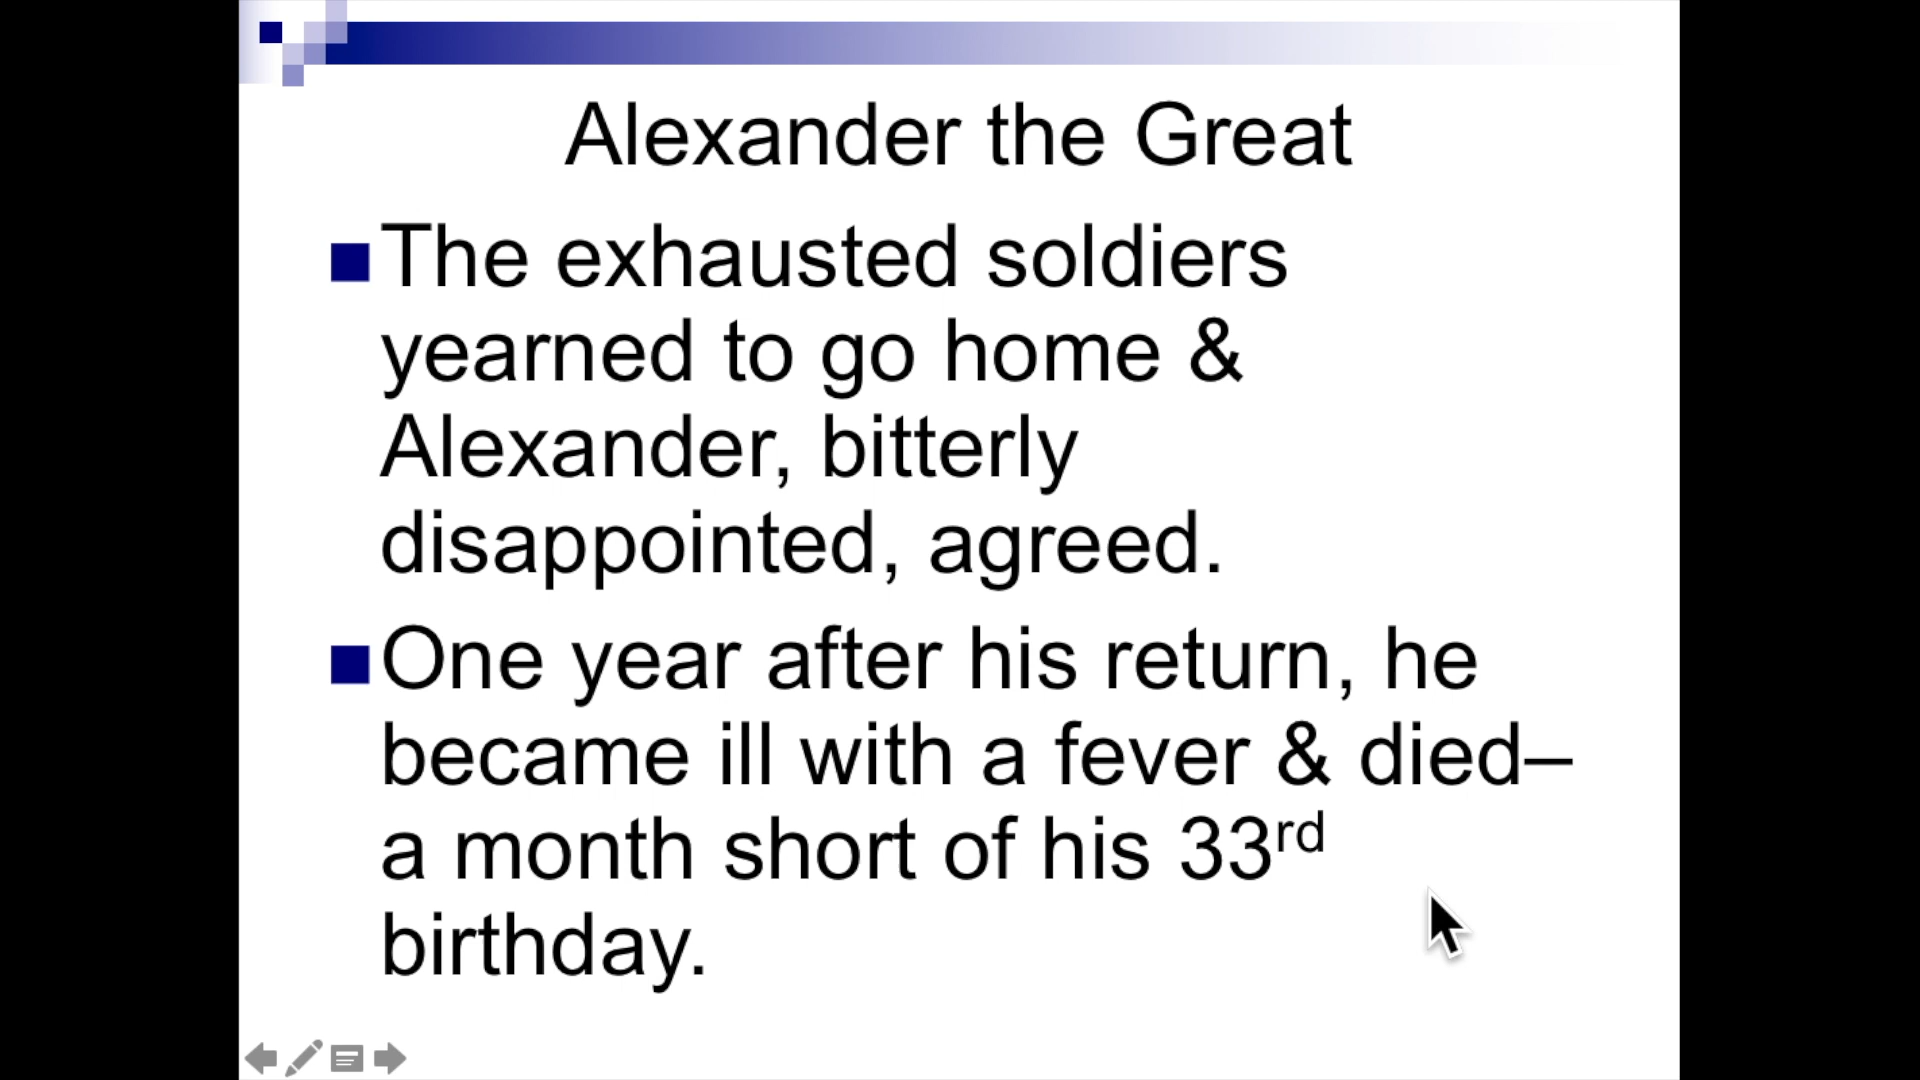 Alexander the Great
The exhausted soldiers
yearned to go home &
Alexander, bitterly
disappointed, agreed.
One year after his return, he
became ill with a fever & died–
a month short of his 33rd
birthday.